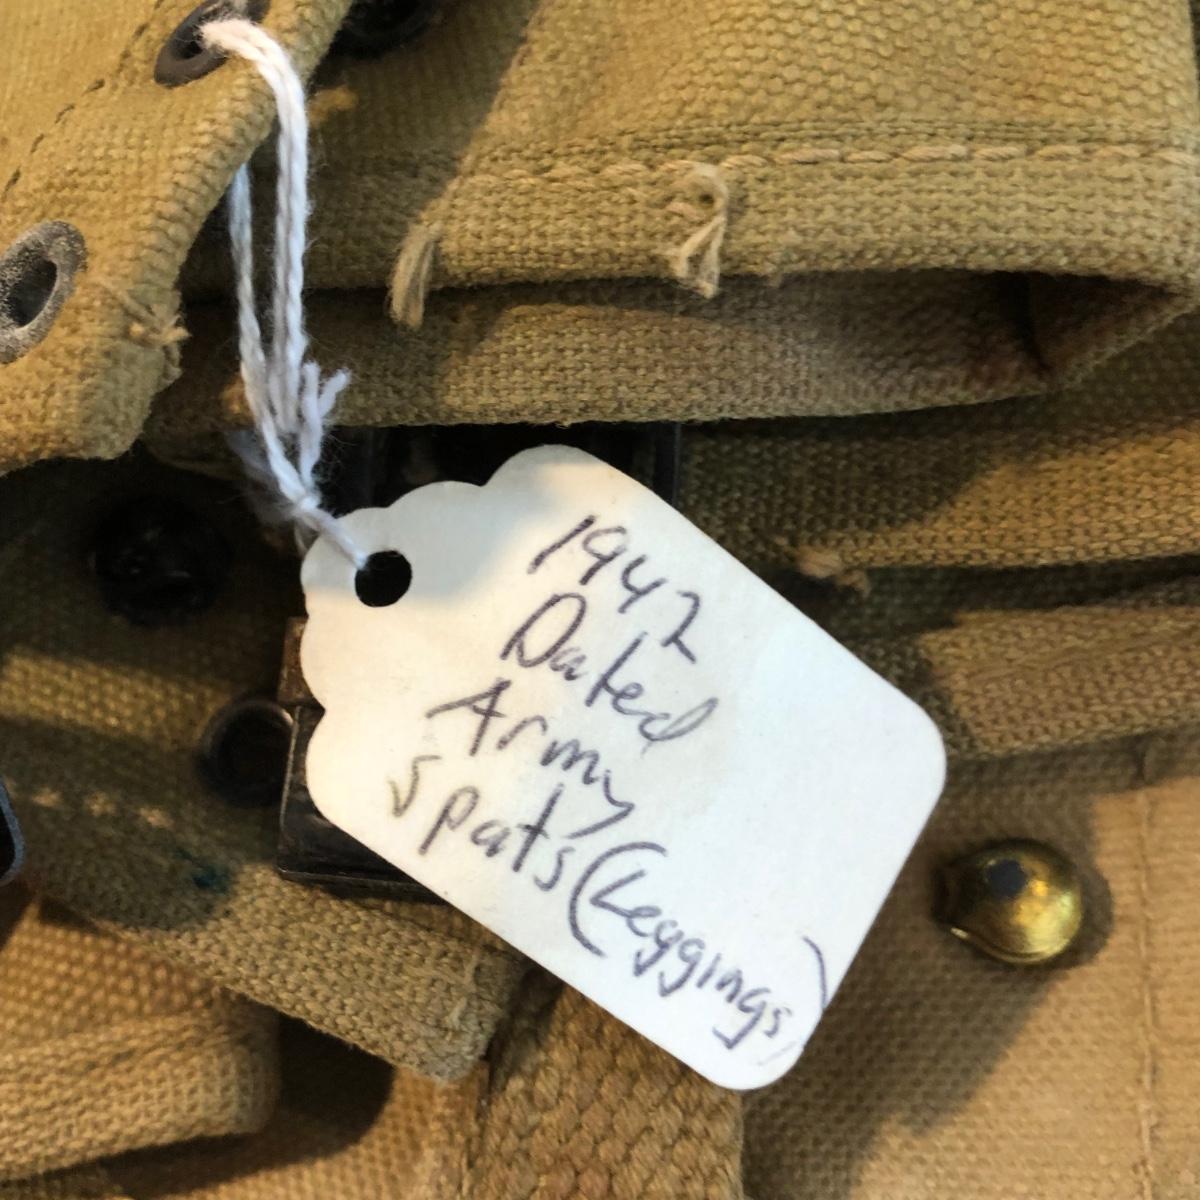 1942
Dated
Army
Spats (Leggings)